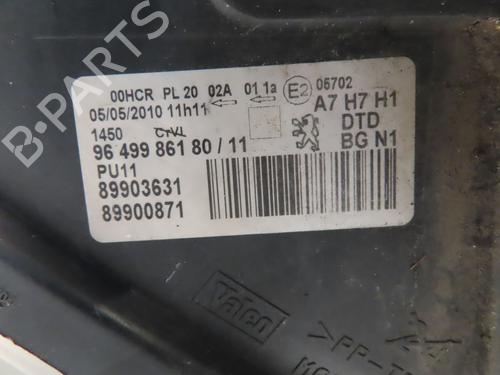 00HCR PL 20 02A 01 1a E2 05702
05/05/2010 11h11 A7 H7 H1
1450 DTD
96 499 861 80 / 11 BG N1
PU11
89903631
89900871
Valeo
>PP-T